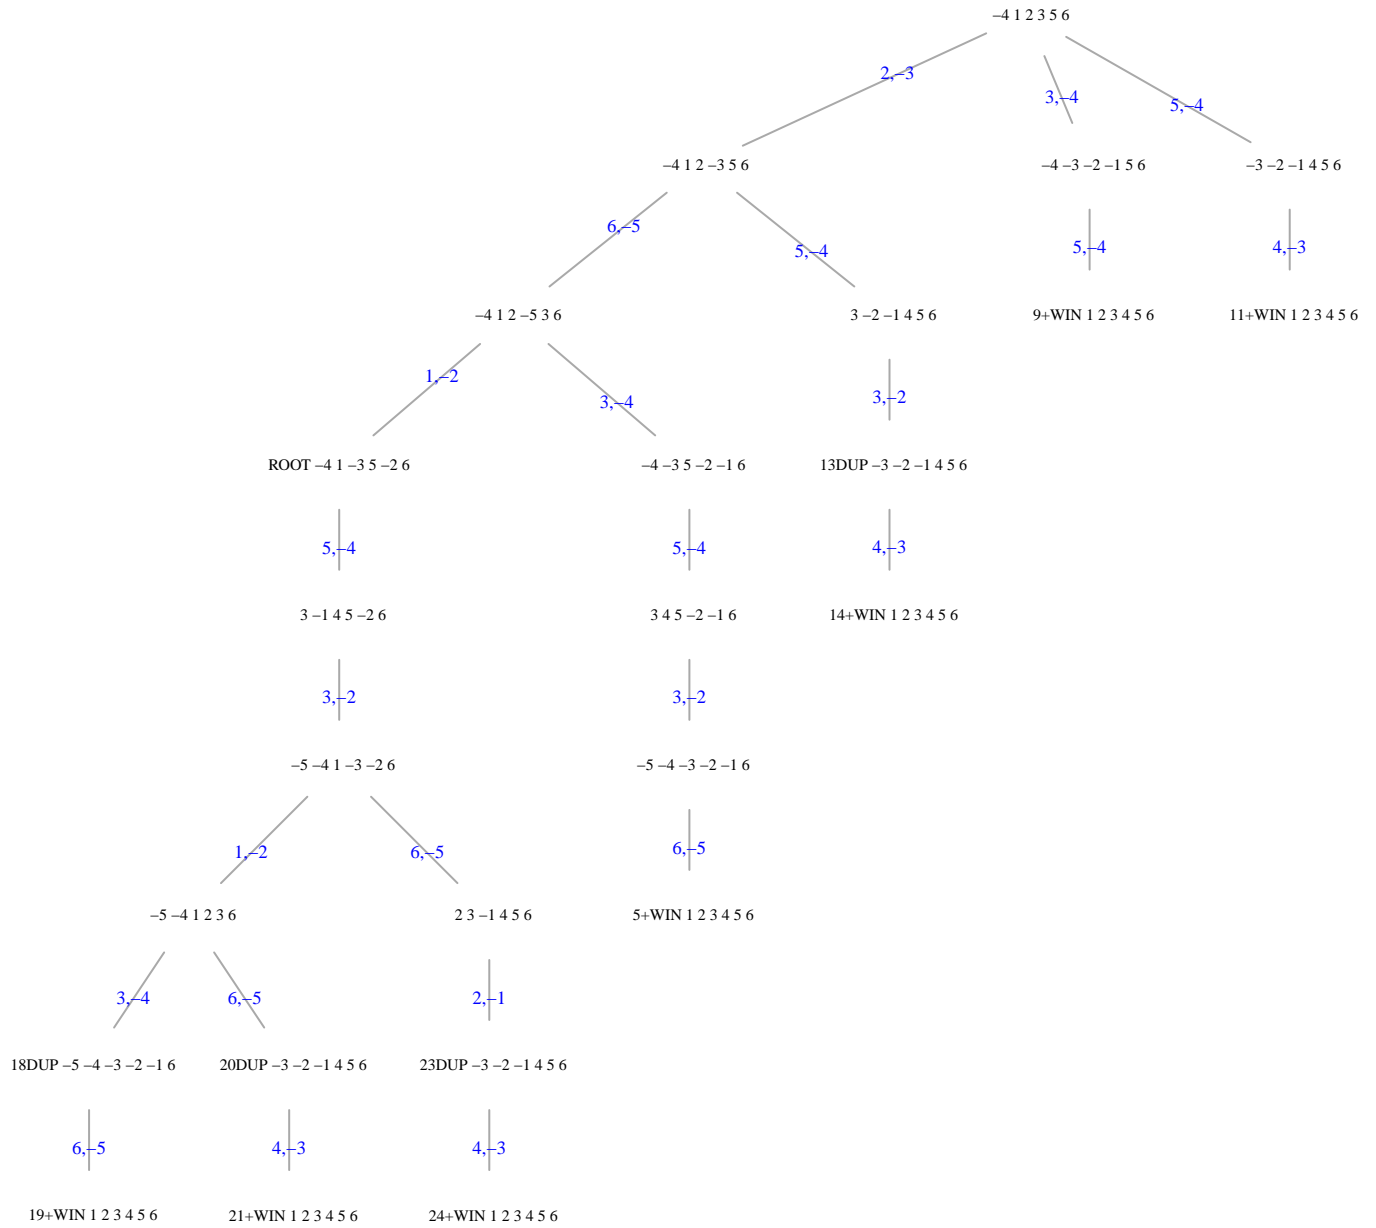 −4 1 2 3 5 6
2,−3
3,−4
5,−4
−4 1 2 −3 5 6
−4 −3 −2 −1 5 6
−3 −2 −1 4 5 6
6,−5
5,−4
5,−4
4,−3
−4 1 2 −5 3 6
3 −2 −1 4 5 6
9+WIN 1 2 3 4 5 6
11+WIN 1 2 3 4 5 6
1,−2
3,−4
3,−2
ROOT −4 1 −3 5 −2 6
−4 −3 5 −2 −1 6
13DUP −3 −2 −1 4 5 6
5,−4
5,−4
4,−3
3 −1 4 5 −2 6
3 4 5 −2 −1 6
14+WIN 1 2 3 4 5 6
3,−2
3,−2
−5 −4 1 −3 −2 6
−5 −4 −3 −2 −1 6
1,−2
6,−5
6,−5
−5 −4 1 2 3 6
2 3 −1 4 5 6
5+WIN 1 2 3 4 5 6
3,−4
6,−5
2,−1
18DUP −5 −4 −3 −2 −1 6
20DUP −3 −2 −1 4 5 6
23DUP −3 −2 −1 4 5 6
6,−5
4,−3
4,−3
19+WIN 1 2 3 4 5 6
21+WIN 1 2 3 4 5 6
24+WIN 1 2 3 4 5 6